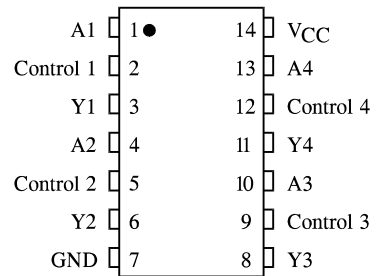 A1 1 14 VCC
Control 1 2 13 A4
Y1 3 12 Control 4
A2 4 11 Y4
Control 2 5 10 A3
Y2 6 9 Control 3
GND 7 8 Y3